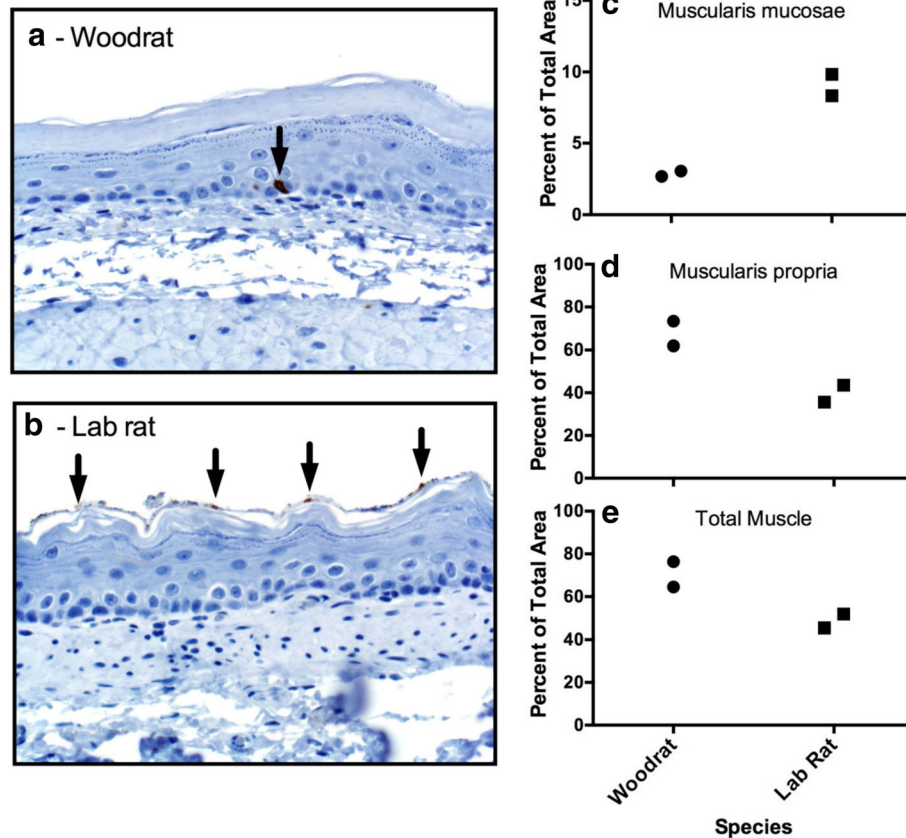 a - Woodrat
b - Lab rat
c Muscularis mucosae
Percent of Total Area
15
10
5
0
d Muscularis propria
Percent of Total Area
100
80
60
40
20
0
e Total Muscle
Percent of Total Area
100
80
60
40
20
0
Woodrat
Lab Rat
Species